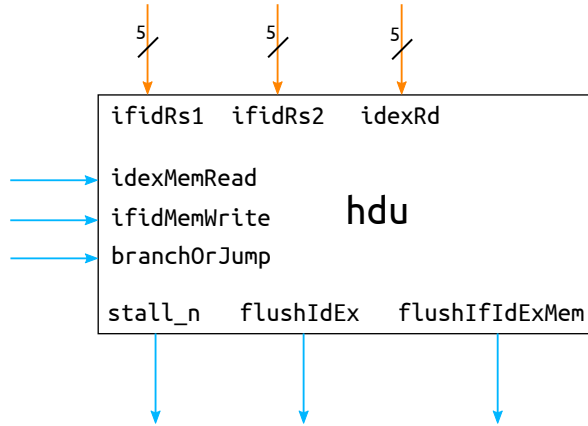 5 5 5
ifidRs1 ifidRs2 idexRd
idexMemRead
ifidMemWrite
hdu
branchOrJump
stall_n flushIdEx flushIfIdExMem